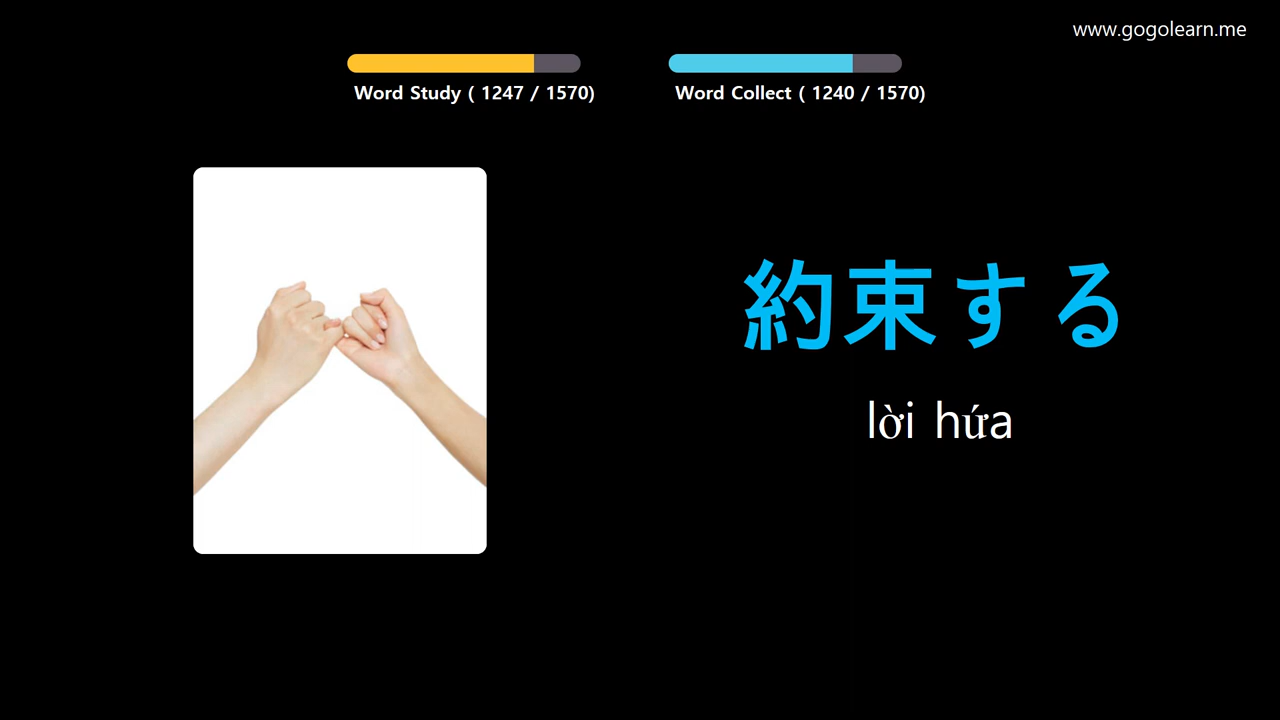 www.gogolearn.me
Word Study ( 1247 / 1570)
Word Collect ( 1240 / 1570)
約束する
lời hứa